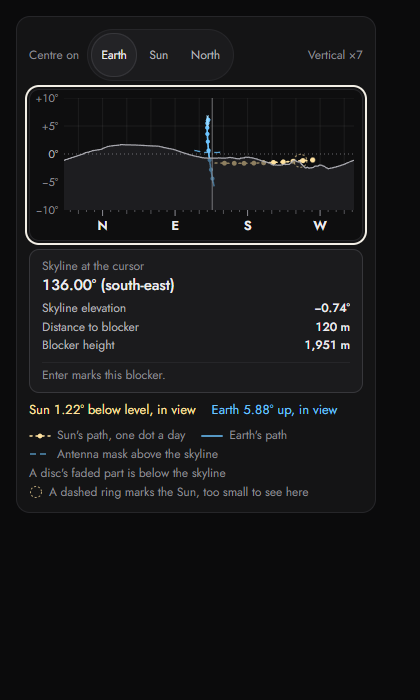 Centre on Earth Sun North Vertical ×7
+10°
+5°
0°
−5°
−10°
N E S W
Skyline at the cursor
136.00° (south-east)
Skyline elevation −0.74°
Distance to blocker 120 m
Blocker height 1,951 m
Enter marks this blocker.
Sun 1.22° below level, in view Earth 5.88° up, in view
Sun's path, one dot a day Earth's path
Antenna mask above the skyline
A disc's faded part is below the skyline
A dashed ring marks the Sun, too small to see here